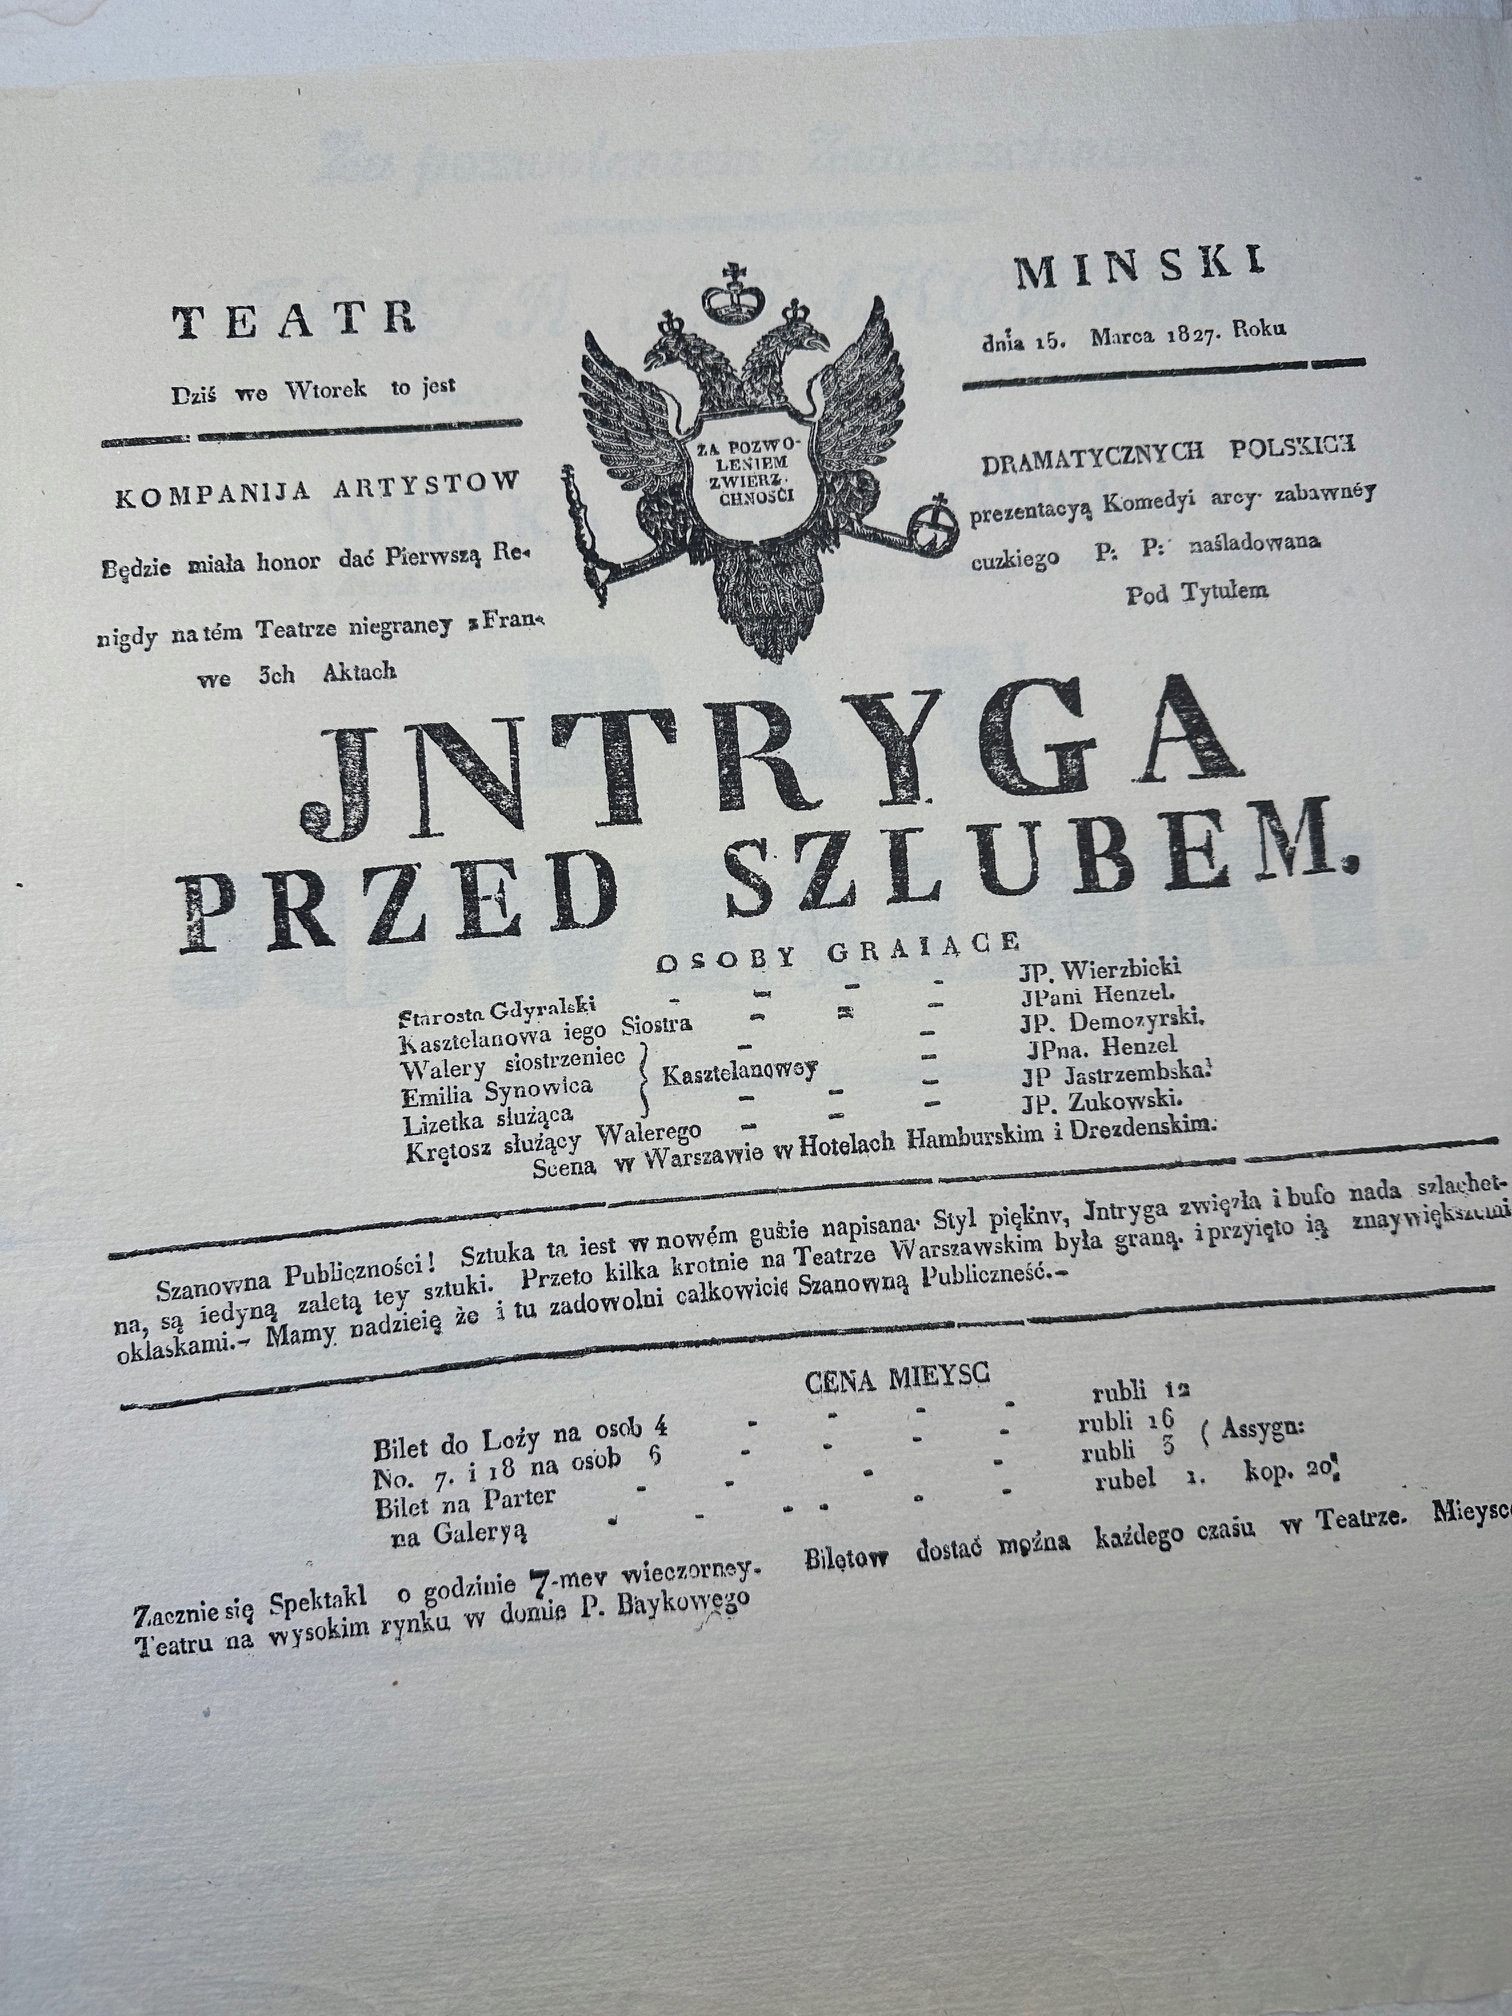 TEATR MINSKI
Dziś we Wtorek to jest dnia 15. Marca 1827. Roku
ZA POZWO-
LENIEM
ZWIERZ-
CHNOSCI
KOMPANIJA ARTYSTOW DRAMATYCZNYCH POLSKICH
Będzie miała honor dać Pierwszą Re- prezentacyą Komedyi arcy- zabawnéy
nigdy na tém Teatrze niegraney z Fran- cuzkiego P: P: naśladowana
we 3ch Aktach Pod Tytułem
JNTRYGA
PRZED SZLUBEM.
OSOBY GRAIĄCE
Starosta Gdyralski - - - - JP. Wierzbicki
Kasztelanowa iego Siostra - = JPani Henzel.
Walery siostrzeniec - - JP. Demozyrski.
Emilia Synowica } Kasztelanowey - JPna. Henzel
Lizetka służąca - - - JP Jastrzembska.
Krętosz służący Walerego - - - JP. Zukowski.
Scena w Warszawie w Hotelach Hamburskim i Drezdenskim.
Szanowna Publiczności! Sztuka ta iest w nowém guście napisana. Styl piękny, Jntryga zwięzła i bufo nada szlachet-
na, są iedyną zaletą tey sztuki. Przeto kilka krotnie na Teatrze Warszawskim była graną. i przyięto ią znaywiększemi
oklaskami.- Mamy nadzieię że i tu zadowolni całkowicie Szanowną Publiczność.-
CENA MIEYSC
Bilet do Loży na osob 4 - - - - rubli 12
No. 7. i 18 na osob 6 - - - - rubli 16 ( Assygn:
Bilet na Parter - - - - rubli 3
na Galeryą - - - - - - rubel 1. kop. 20.
Zacznie się Spektakl o godzinie 7-mey wieczorney. Biletow dostać można każdego czasu w Teatrze. Mieysce
Teatru na wysokim rynku w domie P. Baykowego